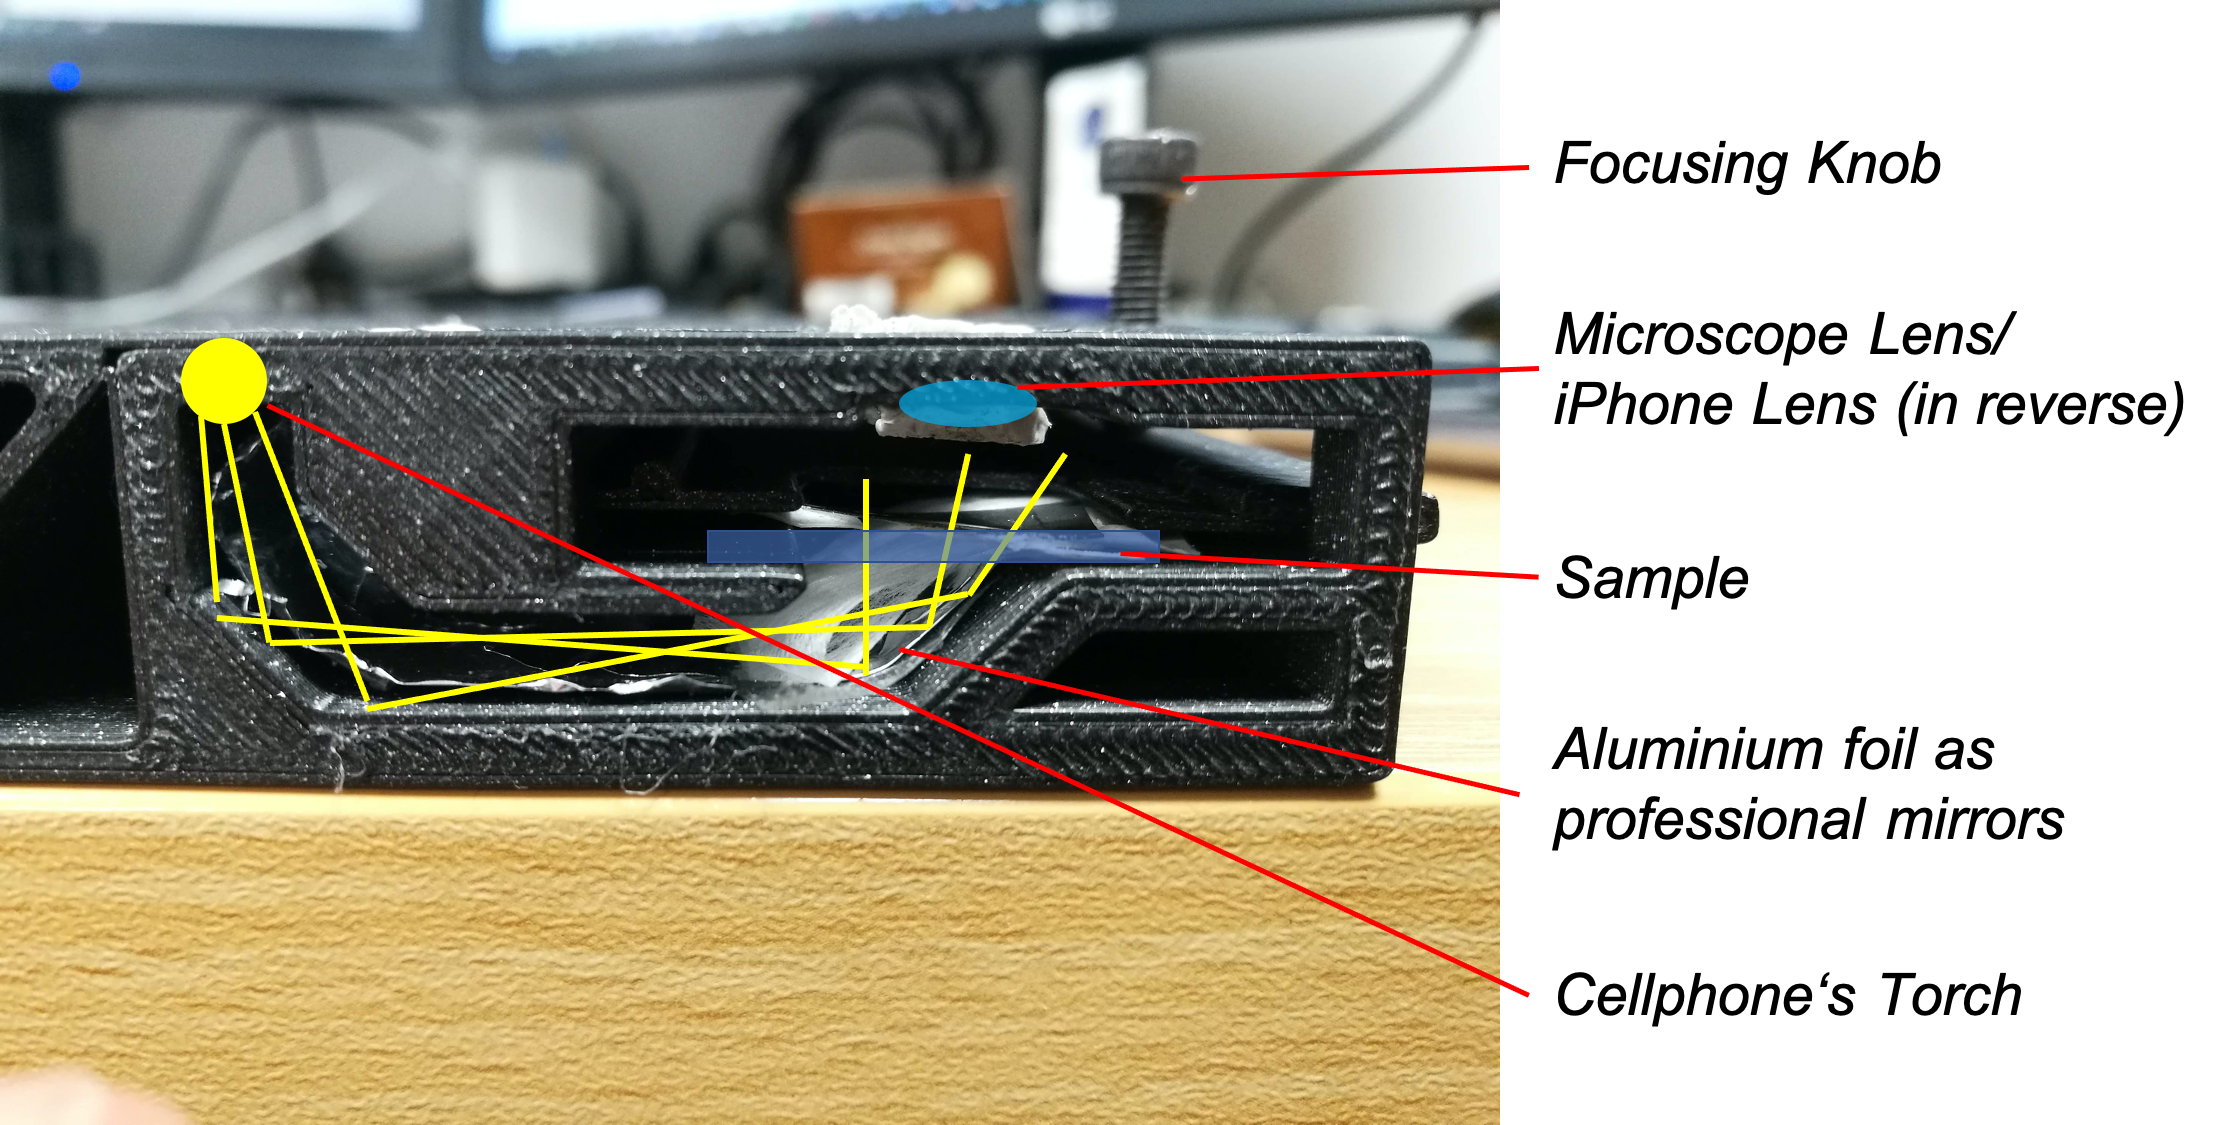 Focusing Knob
Microscope Lens/
iPhone Lens (in reverse)
Sample
Aluminium foil as
professional mirrors
Cellphone‘s Torch